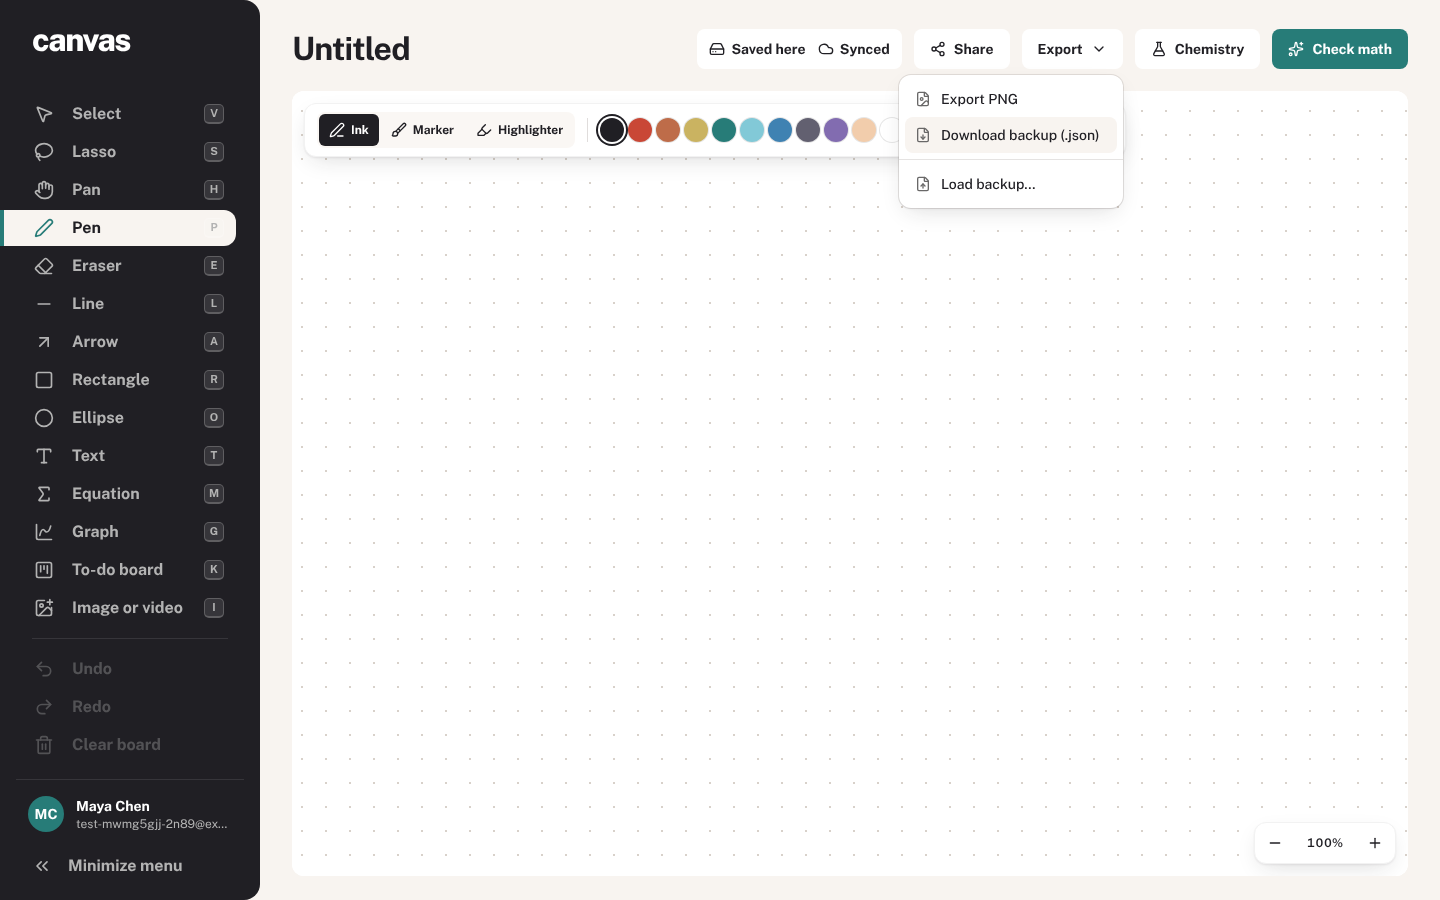 canvas
Select V
Lasso S
Pan H
Pen P
Eraser E
Line L
Arrow A
Rectangle R
Ellipse O
Text T
Equation M
Graph G
To-do board K
Image or video I
Undo
Redo
Clear board
MC
Maya Chen
test-mwmg5gjj-2n89@ex...
Minimize menu
Untitled
Saved here Synced
Share
Export
Chemistry
Check math
Export PNG
Download backup (.json)
Load backup...
Ink Marker Highlighter
100%